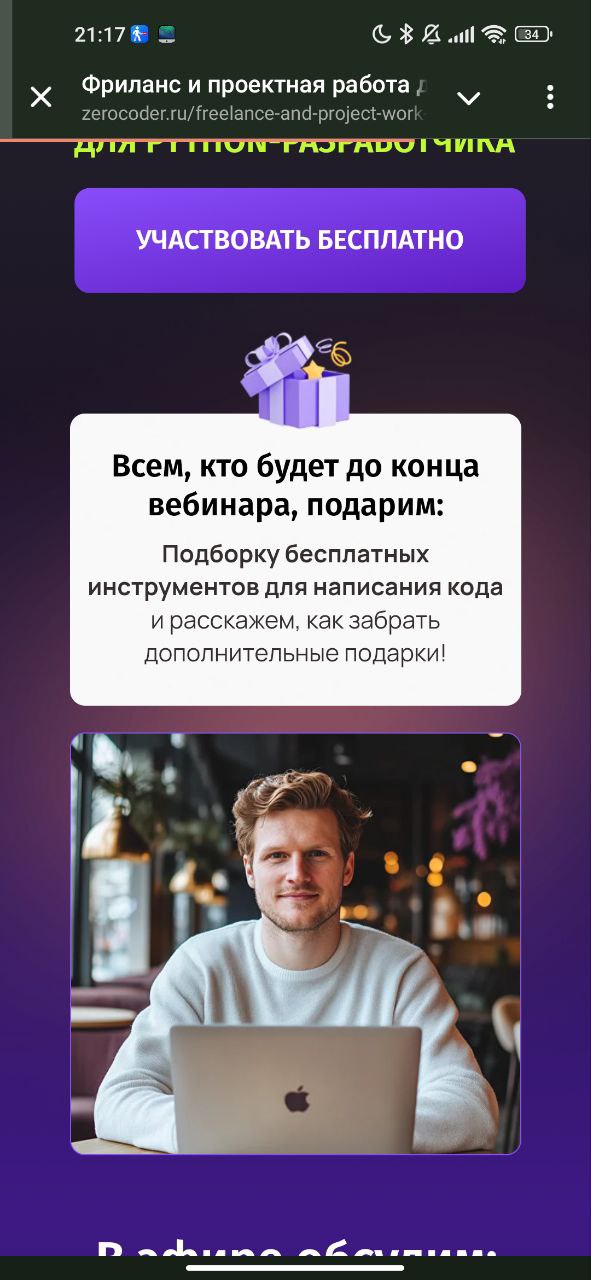 21:17
34
Фриланс и проектная работа д
zerocoder.ru/freelance-and-project-work-
ДЛЯ PYTHON-РАЗРАБОТЧИКА
УЧАСТВОВАТЬ БЕСПЛАТНО
Всем, кто будет до конца
вебинара, подарим:
Подборку бесплатных
инструментов для написания кода
и расскажем, как забрать
дополнительные подарки!
В эфире обсудим: